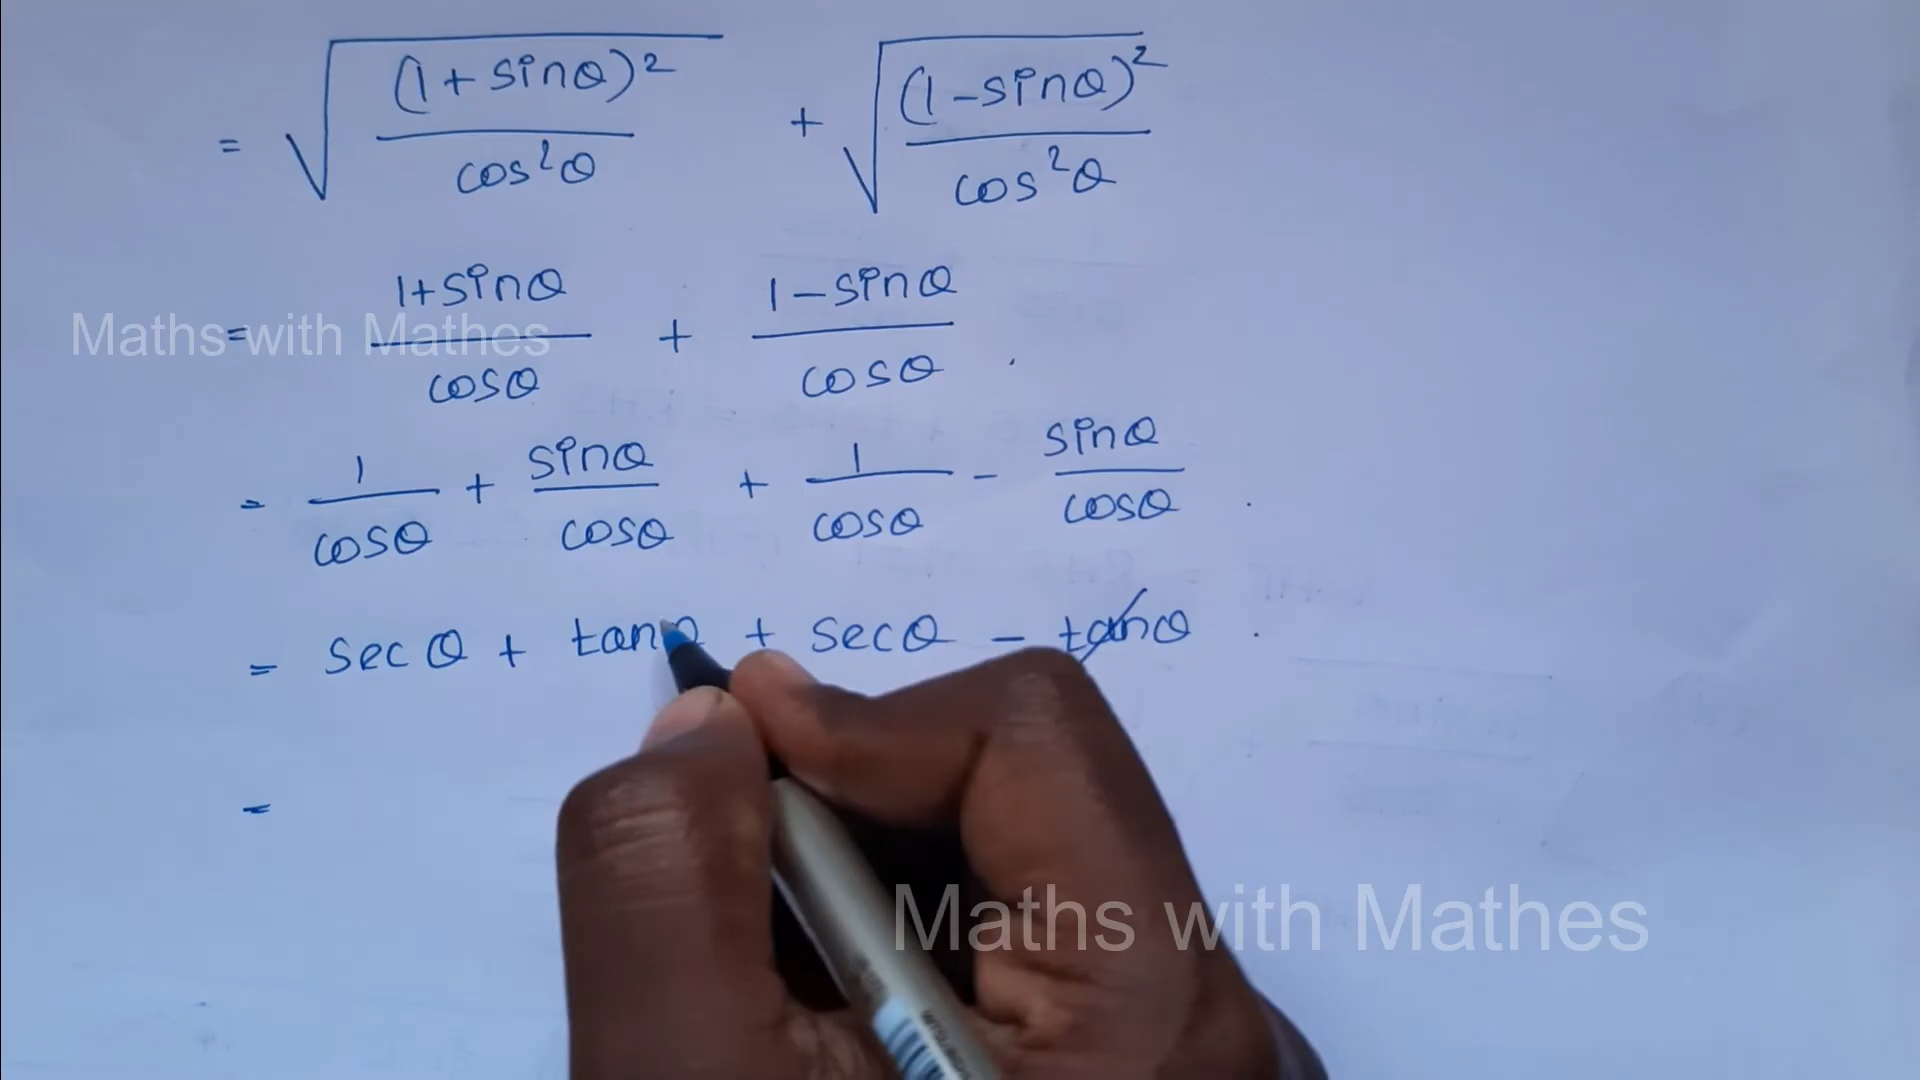 = √((1 + sinθ)² / cos²θ) + √((1 - sinθ)² / cos²θ)
= (1 + sinθ) / cosθ + (1 - sinθ) / cosθ .
Maths with Mathes
= 1 / cosθ + sinθ / cosθ + 1 / cosθ - sinθ / cosθ .
= secθ + tanθ + secθ - tanθ .
=
Maths with Mathes